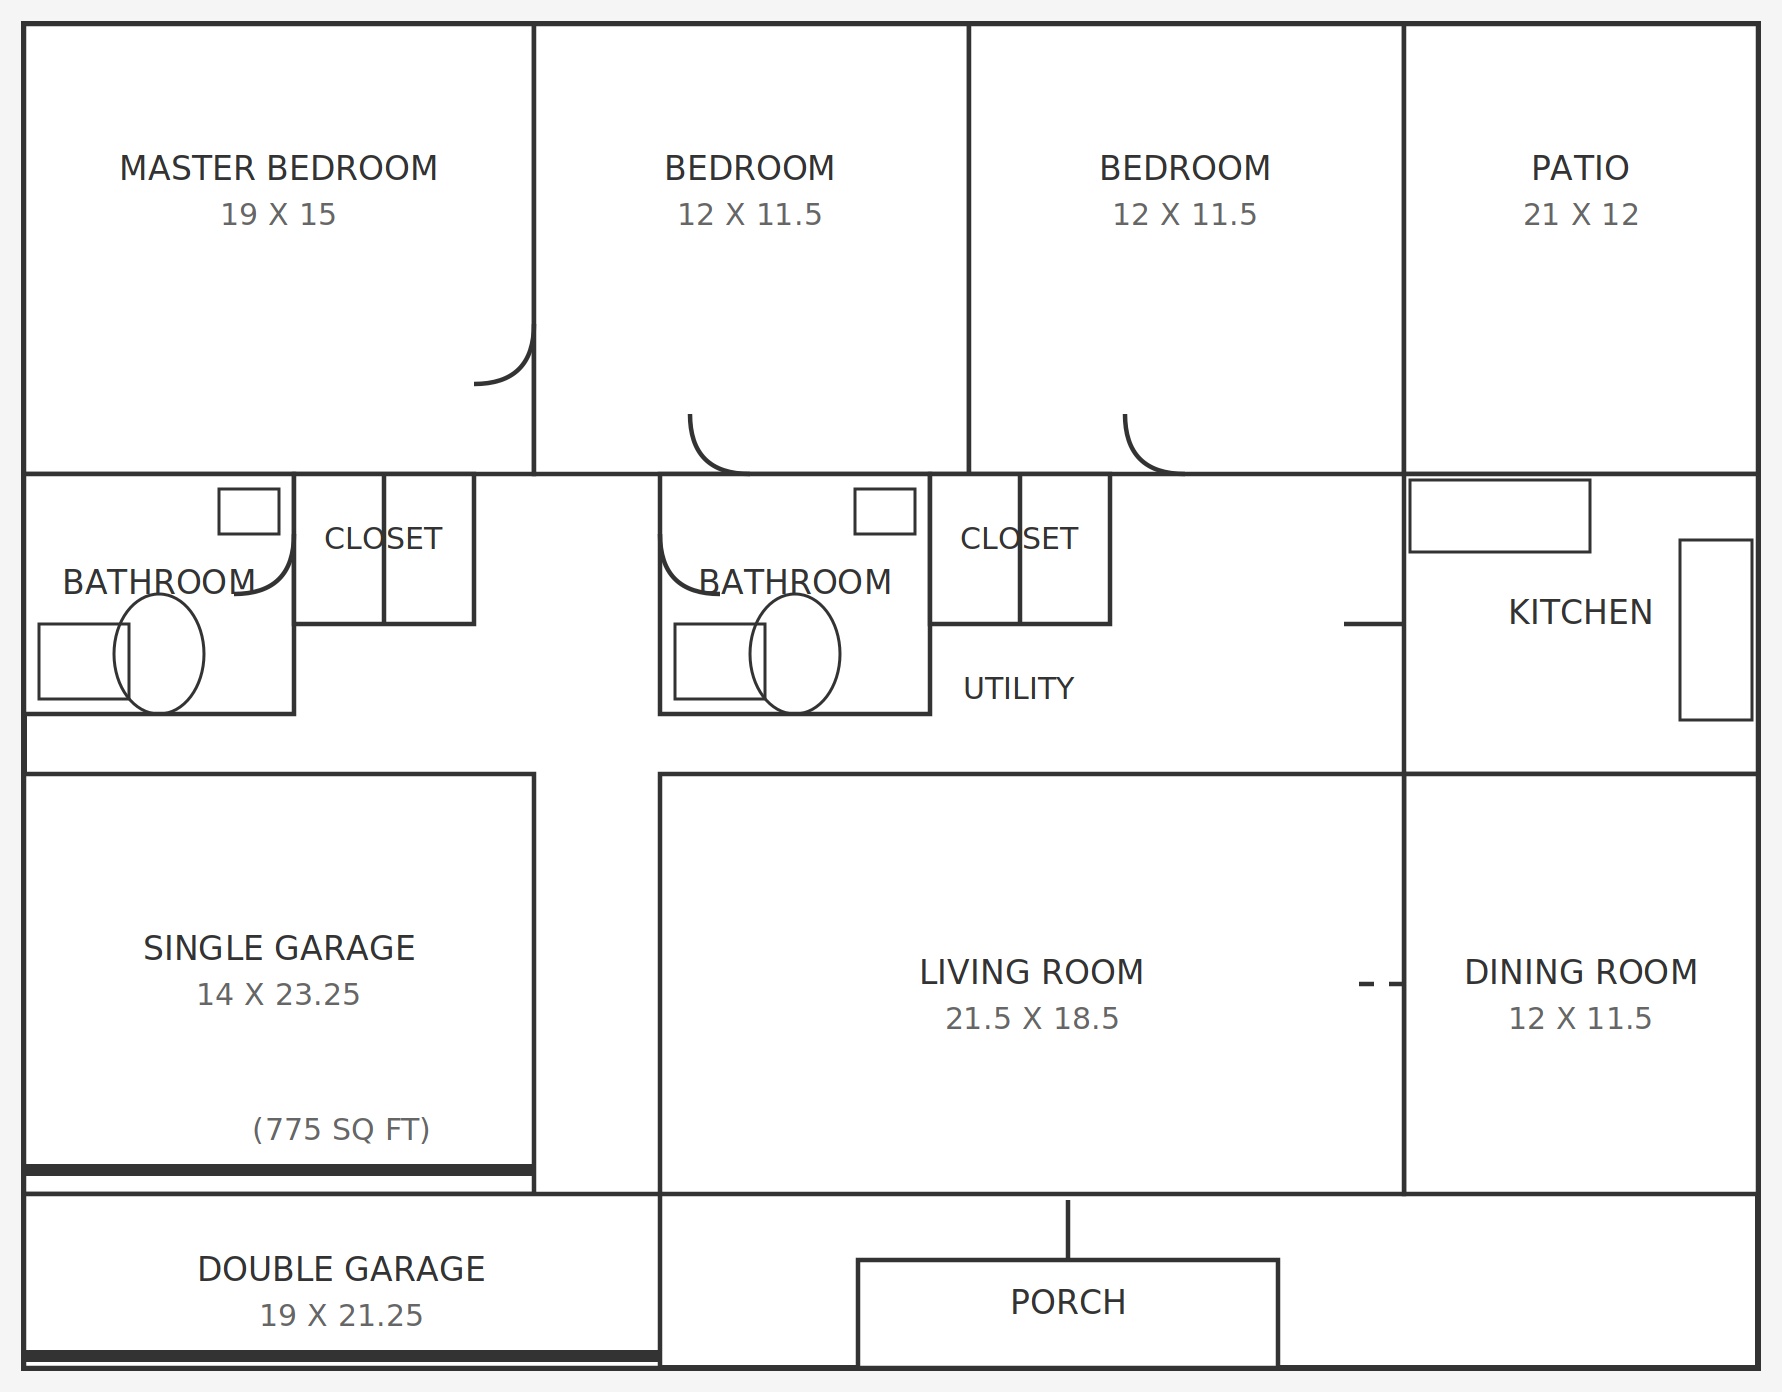 MASTER BEDROOM
19 X 15
BEDROOM
12 X 11.5
BEDROOM
12 X 11.5
PATIO
21 X 12
BATHROOM
CLOSET
BATHROOM
CLOSET
UTILITY
KITCHEN
SINGLE GARAGE
14 X 23.25
(775 SQ FT)
LIVING ROOM
21.5 X 18.5
DINING ROOM
12 X 11.5
DOUBLE GARAGE
19 X 21.25
PORCH